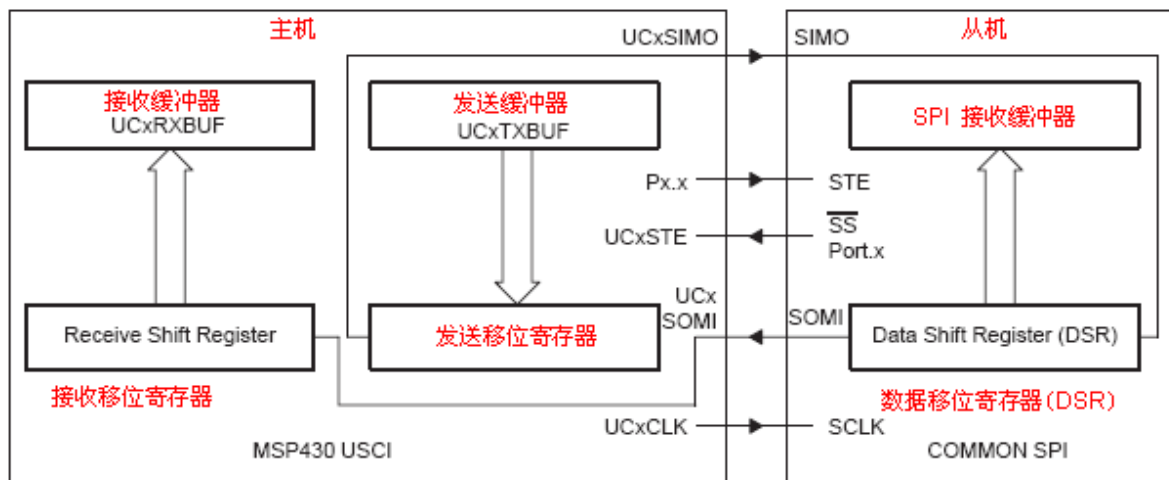 主机
UCxSIMO
SIMO
从机
接收缓冲器
UCxRXBUF
发送缓冲器
UCxTXBUF
SPI 接收缓冲器
Px.x
STE
UCxSTE
SS
Port.x
UCx
SOMI
SOMI
Receive Shift Register
发送移位寄存器
Data Shift Register (DSR)
接收移位寄存器
数据移位寄存器(DSR)
UCxCLK
SCLK
MSP430 USCI
COMMON SPI